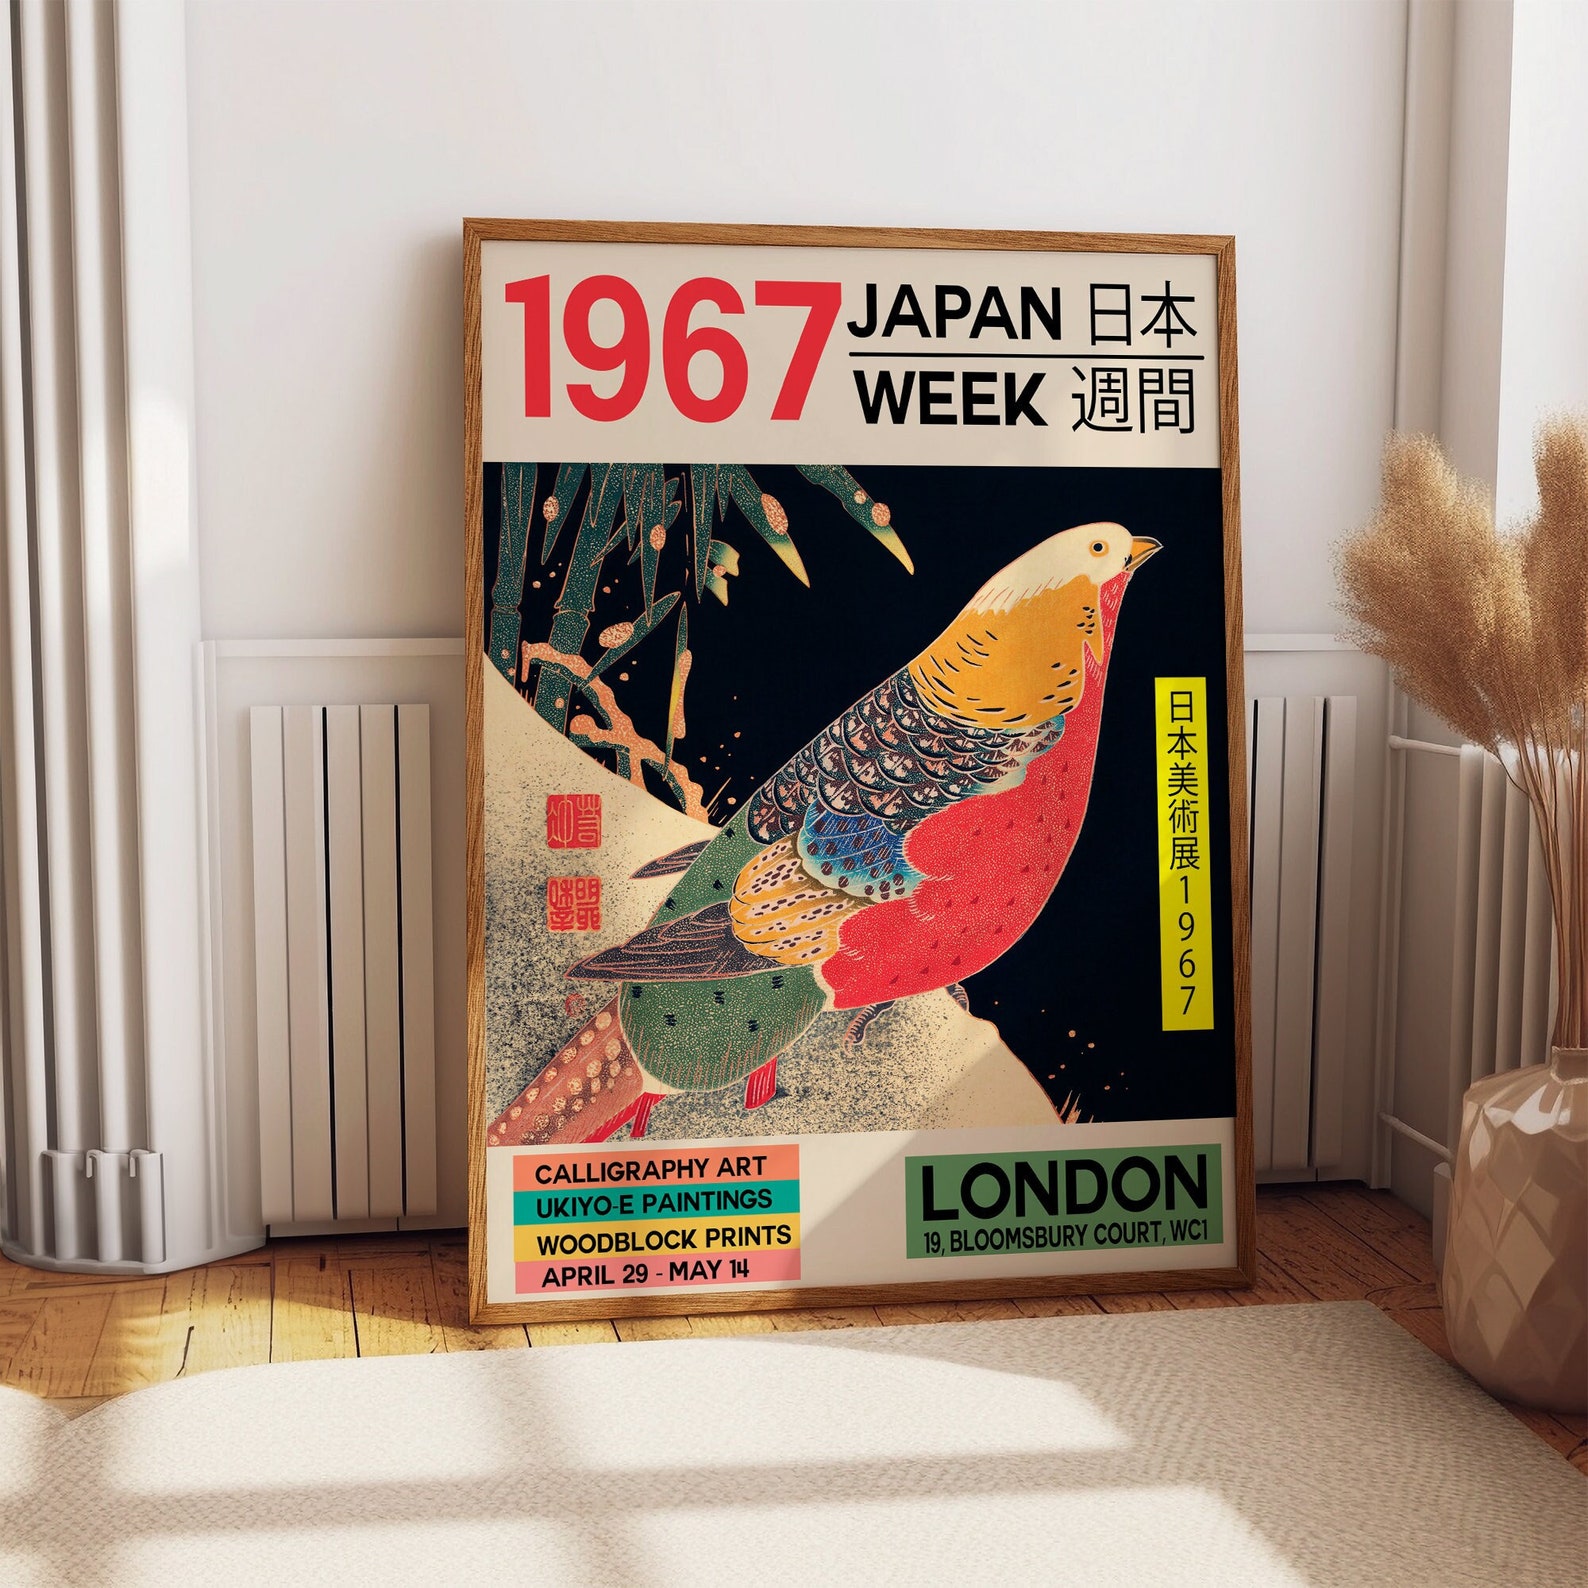 1967
JAPAN 日本
WEEK 週間
日本美術展1967
CALLIGRAPHY ART
UKIYO-E PAINTINGS
WOODBLOCK PRINTS
APRIL 29 - MAY 14
LONDON
19, BLOOMSBURY COURT, WC1